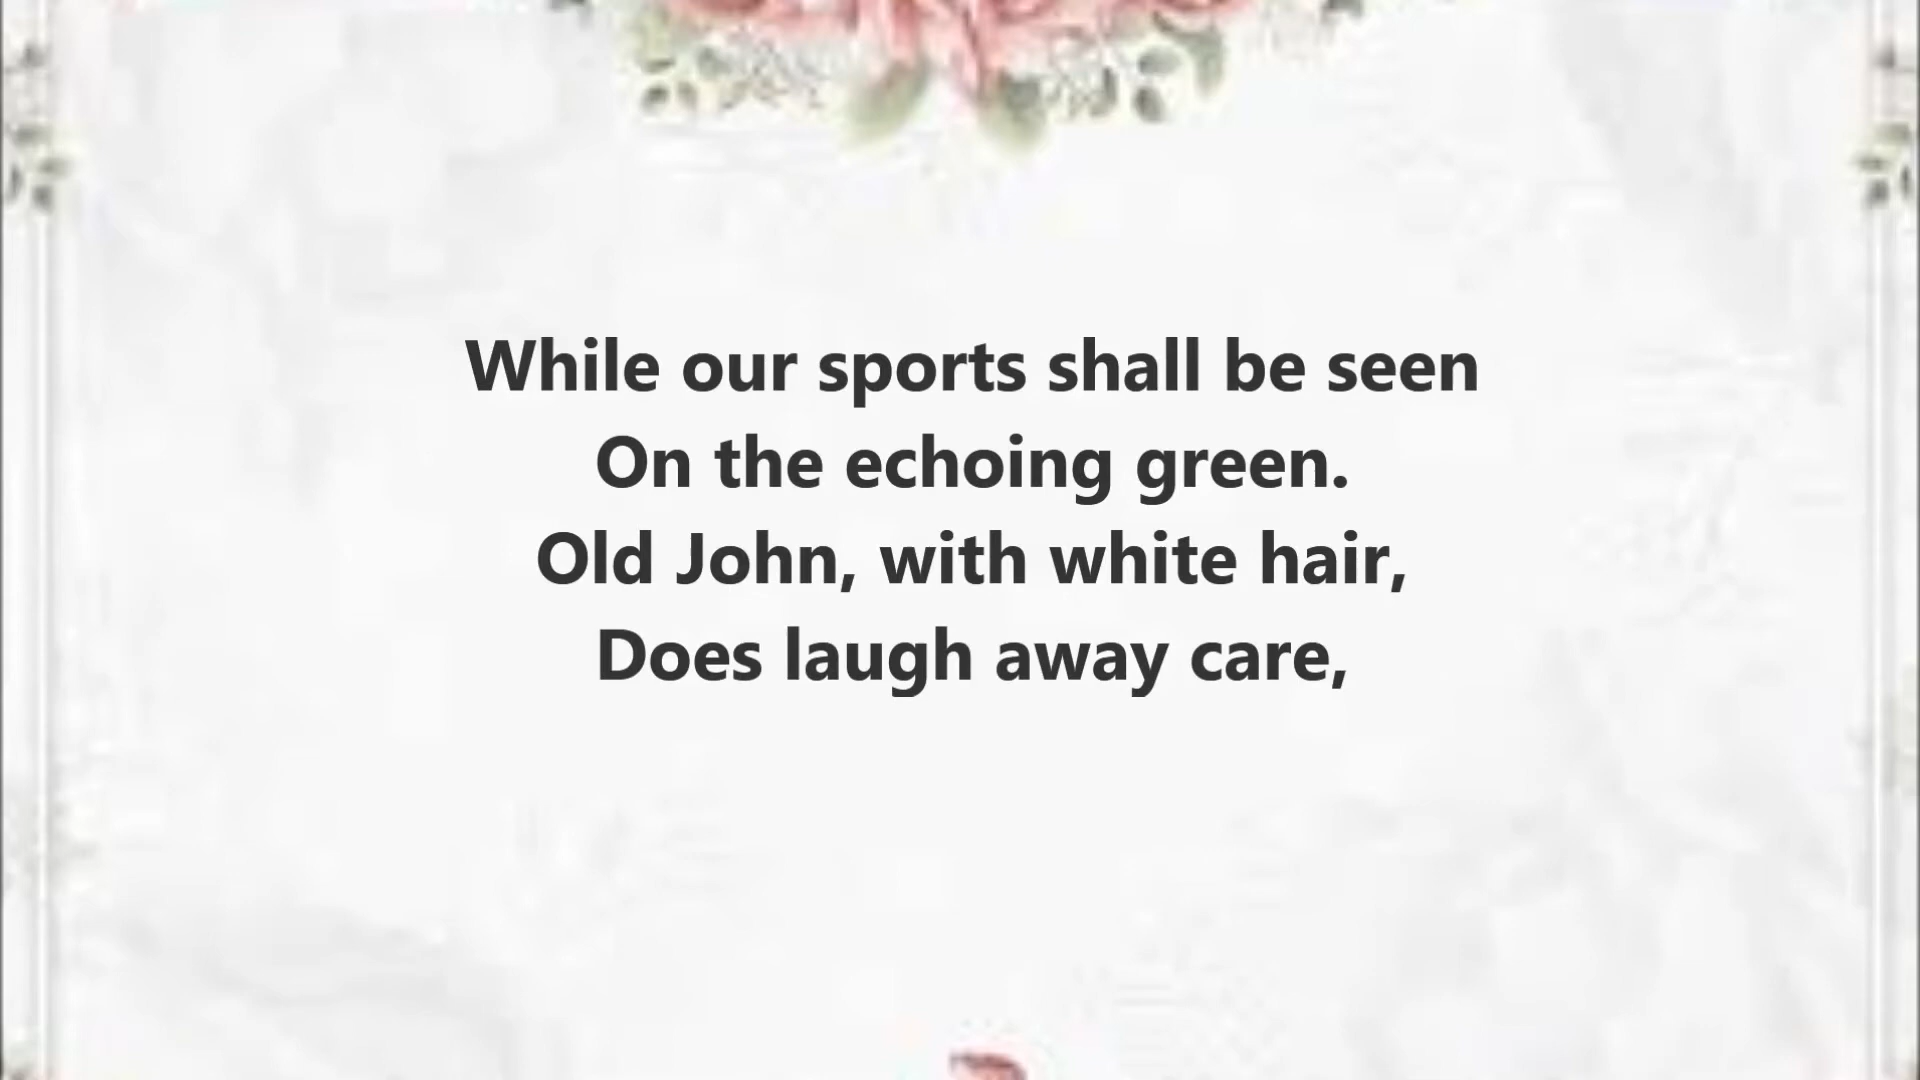 While our sports shall be seen
On the echoing green.
Old John, with white hair,
Does laugh away care,